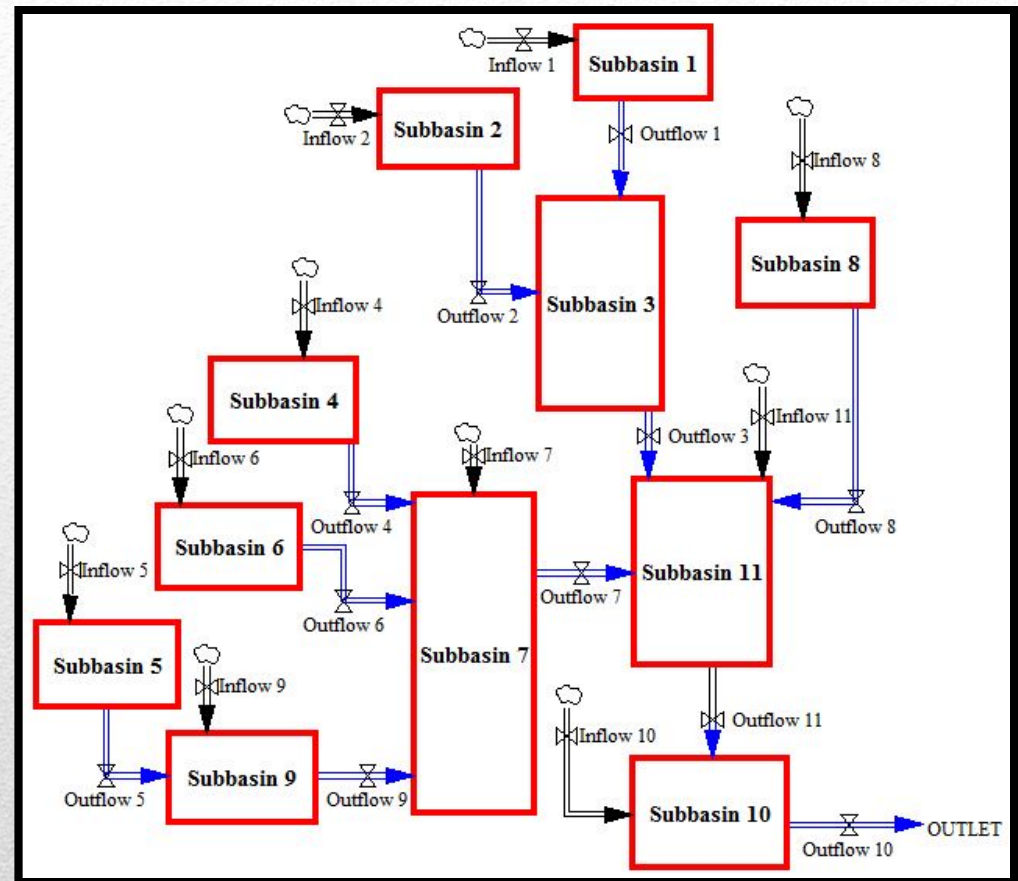 Inflow 1
Subbasin 1
Inflow 2
Subbasin 2
Outflow 1
Inflow 8
Subbasin 8
Outflow 2
Subbasin 3
Inflow 4
Subbasin 4
Inflow 6
Outflow 4
Inflow 7
Outflow 3
Inflow 11
Outflow 8
Subbasin 6
Outflow 6
Inflow 5
Subbasin 5
Outflow 5
Inflow 9
Subbasin 9
Outflow 9
Subbasin 7
Outflow 7
Subbasin 11
Outflow 11
Inflow 10
Subbasin 10
Outflow 10
OUTLET